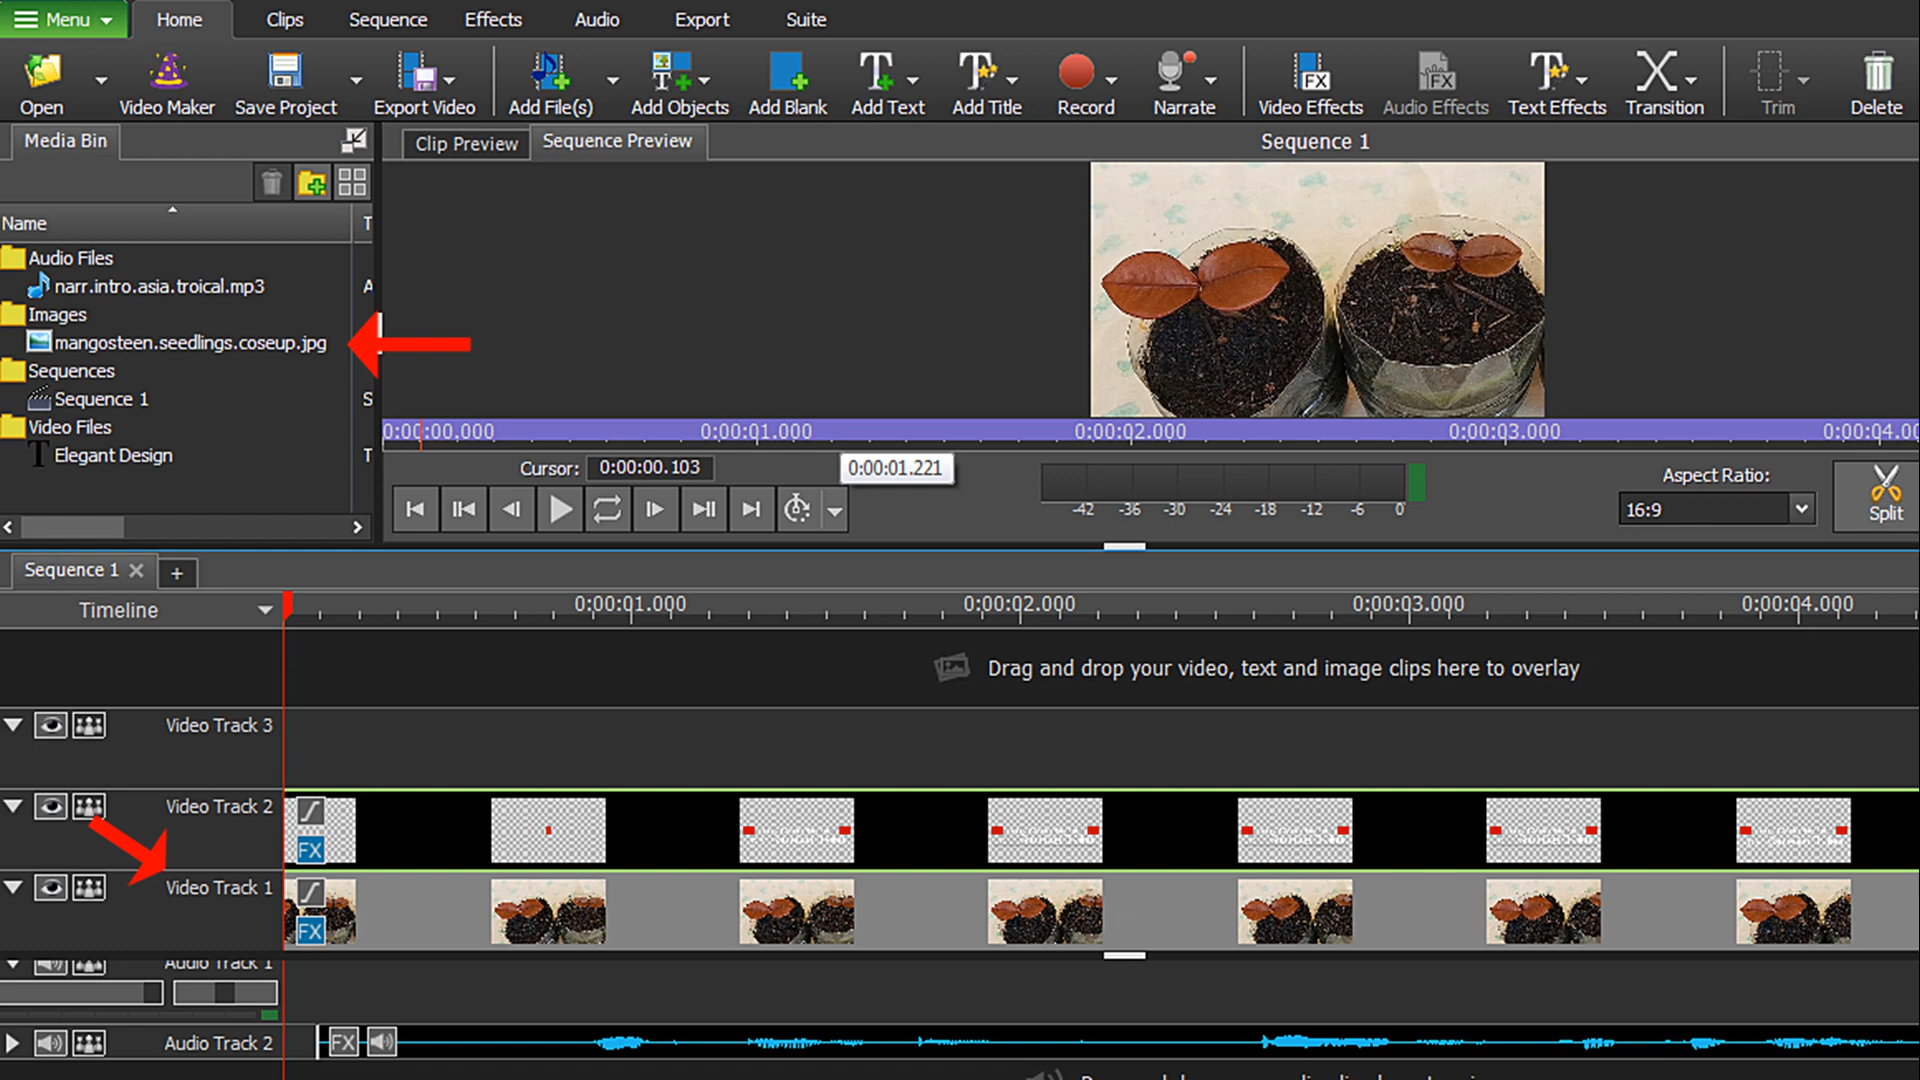 Menu Home Clips Sequence Effects Audio Export Suite
Open Video Maker Save Project Export Video Add File(s) Add Objects Add Blank Add Text Add Title Record Narrate Video Effects Audio Effects Text Effects Transition Trim Delete
Media Bin
Clip Preview Sequence Preview Sequence 1
Name T
Audio Files
narr.intro.asia.troical.mp3 A
Images
mangosteen.seedlings.coseup.jpg
Sequences
Sequence 1 S
Video Files
Elegant Design T
0:00:00.000 0:00:01.000 0:00:02.000 0:00:03.000 0:00:04.0
Cursor: 0:00:00.103 0:00:01.221
-42 -36 -30 -24 -18 -12 -6 0
Aspect Ratio:
16:9
Split
Sequence 1 +
Timeline 0:00:01.000 0:00:02.000 0:00:03.000 0:00:04.000
Drag and drop your video, text and image clips here to overlay
Video Track 3
Video Track 2
FX
Video Track 1
FX
Audio Track 1
Audio Track 2 FX